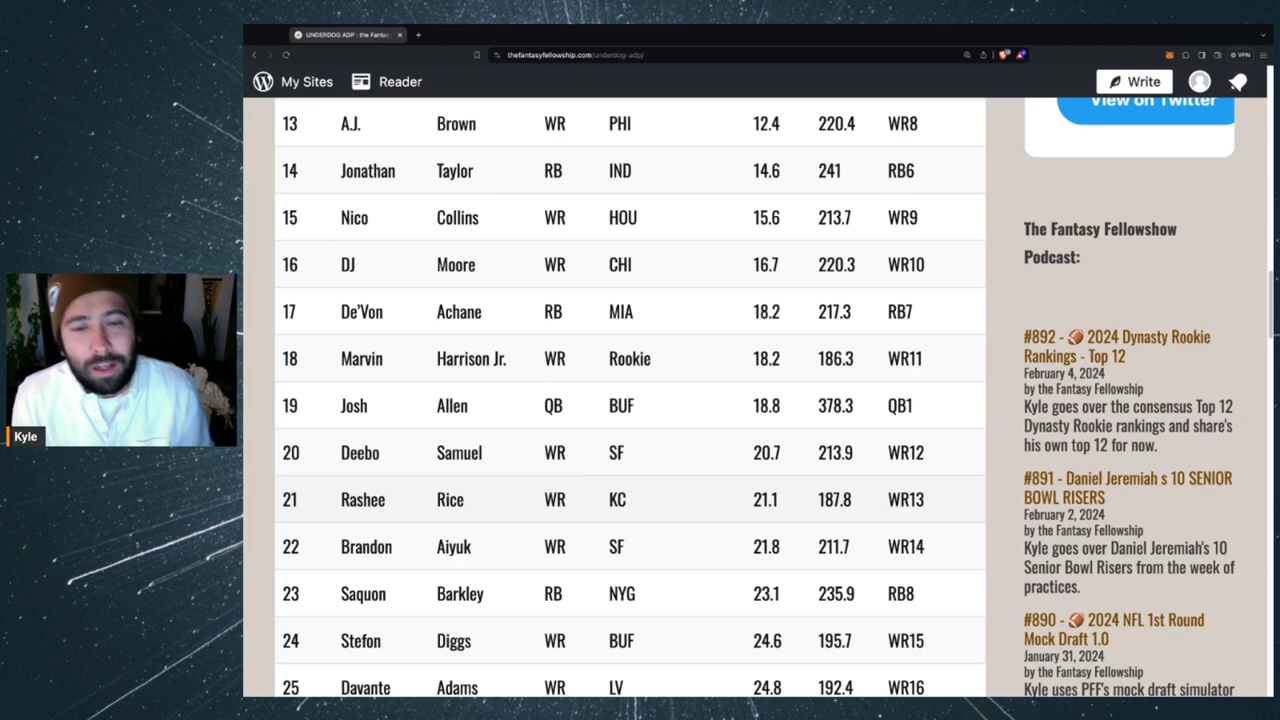 UNDERDOG ADP : the Fantas
thefantasyfellowship.com/underdog-adp/
VPN
My Sites
Reader
Write
13 A.J. Brown WR PHI 12.4 220.4 WR8
14 Jonathan Taylor RB IND 14.6 241 RB6
15 Nico Collins WR HOU 15.6 213.7 WR9
16 DJ Moore WR CHI 16.7 220.3 WR10
17 De'Von Achane RB MIA 18.2 217.3 RB7
18 Marvin Harrison Jr. WR Rookie 18.2 186.3 WR11
19 Josh Allen QB BUF 18.8 378.3 QB1
20 Deebo Samuel WR SF 20.7 213.9 WR12
21 Rashee Rice WR KC 21.1 187.8 WR13
22 Brandon Aiyuk WR SF 21.8 211.7 WR14
23 Saquon Barkley RB NYG 23.1 235.9 RB8
24 Stefon Diggs WR BUF 24.6 195.7 WR15
25 Davante Adams WR LV 24.8 192.4 WR16
View on Twitter
The Fantasy Fellowshow
Podcast:
#892 - 🏈 2024 Dynasty Rookie
Rankings - Top 12
February 4, 2024
by the Fantasy Fellowship
Kyle goes over the consensus Top 12
Dynasty Rookie rankings and share's
his own top 12 for now.
#891 - Daniel Jeremiah s 10 SENIOR
BOWL RISERS
February 2, 2024
by the Fantasy Fellowship
Kyle goes over Daniel Jeremiah's 10
Senior Bowl Risers from the week of
practices.
#890 - 🏈 2024 NFL 1st Round
Mock Draft 1.0
January 31, 2024
by the Fantasy Fellowship
Kyle uses PFF's mock draft simulator
Kyle